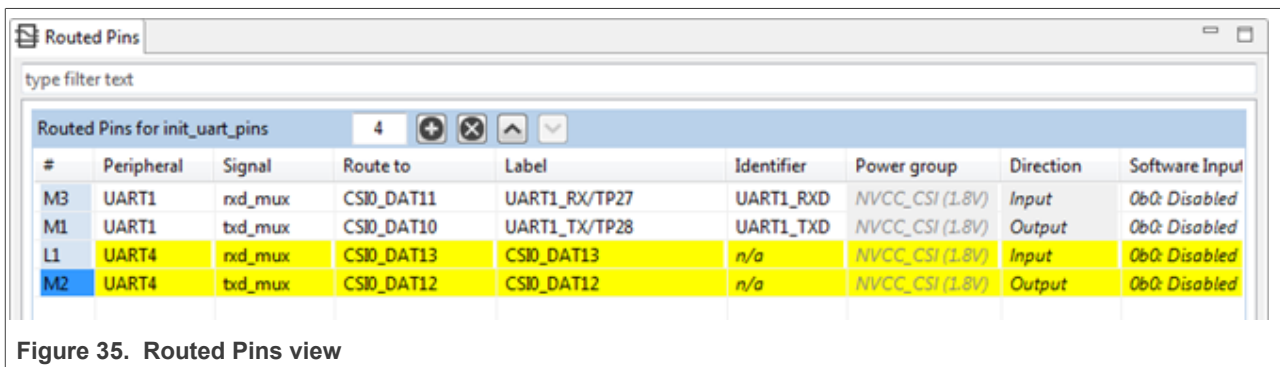 Routed Pins
type filter text
Routed Pins for init_uart_pins 4
# Peripheral Signal Route to Label Identifier Power group Direction Software Input
M3 UART1 rxd_mux CSI0_DAT11 UART1_RX/TP27 UART1_RXD NVCC_CSI (1.8V) Input 0b0: Disabled
M1 UART1 txd_mux CSI0_DAT10 UART1_TX/TP28 UART1_TXD NVCC_CSI (1.8V) Output 0b0: Disabled
L1 UART4 rxd_mux CSI0_DAT13 CSI0_DAT13 n/a NVCC_CSI (1.8V) Input 0b0: Disabled
M2 UART4 txd_mux CSI0_DAT12 CSI0_DAT12 n/a NVCC_CSI (1.8V) Output 0b0: Disabled
Figure 35. Routed Pins view